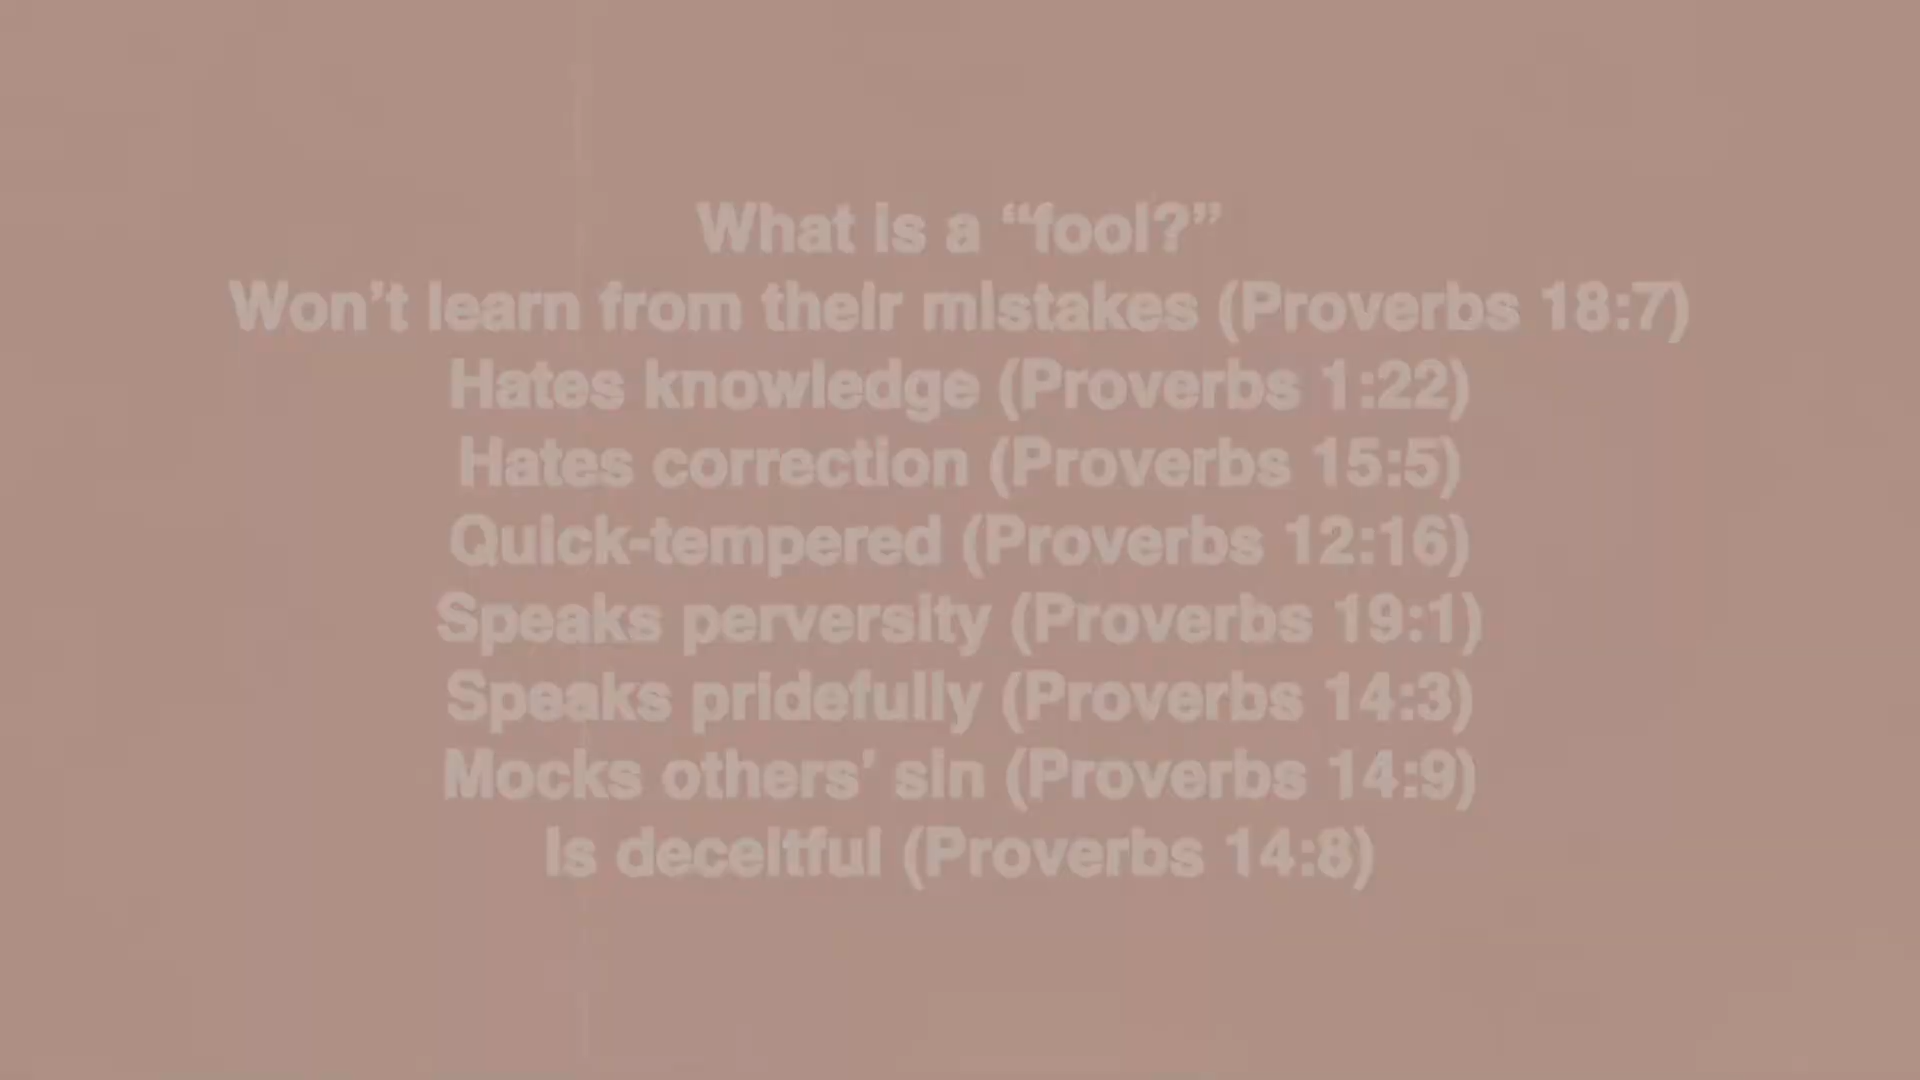 What is a “fool?”
Won’t learn from their mistakes (Proverbs 18:7)
Hates knowledge (Proverbs 1:22)
Hates correction (Proverbs 15:5)
Quick-tempered (Proverbs 12:16)
Speaks perversity (Proverbs 19:1)
Speaks pridefully (Proverbs 14:3)
Mocks others’ sin (Proverbs 14:9)
Is deceitful (Proverbs 14:8)